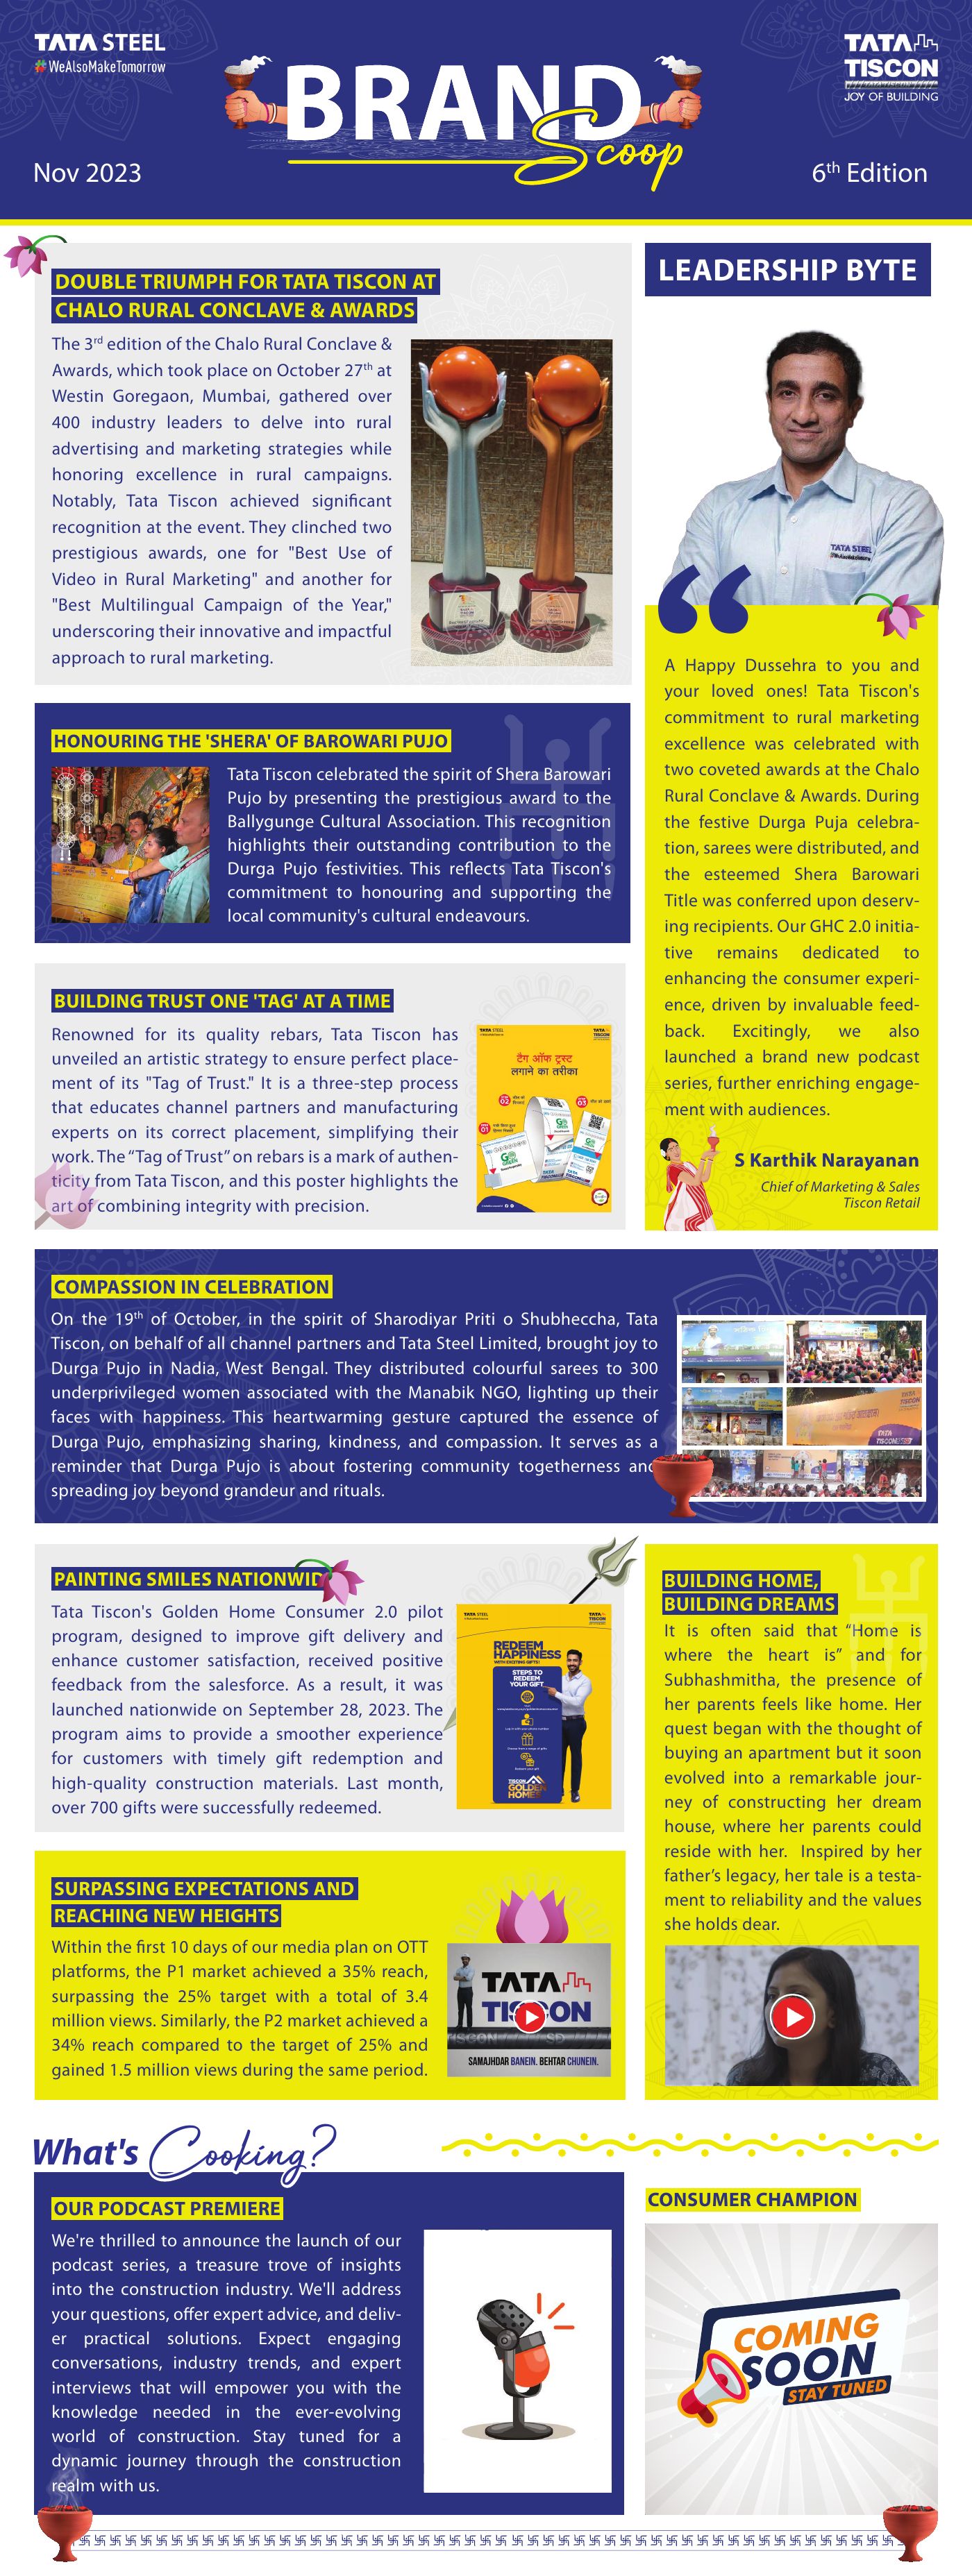 TATA STEEL
#WeAlsoMakeTomorrow
BRAND
Scoop
TATA
TISCON
JOY OF BUILDING
Nov 2023
6th Edition
DOUBLE TRIUMPH FOR TATA TISCON AT
CHALO RURAL CONCLAVE & AWARDS
The 3rd edition of the Chalo Rural Conclave &
Awards, which took place on October 27th at
Westin Goregaon, Mumbai, gathered over
400 industry leaders to delve into rural
advertising and marketing strategies while
honoring excellence in rural campaigns.
Notably, Tata Tiscon achieved significant
recognition at the event. They clinched two
prestigious awards, one for "Best Use of
Video in Rural Marketing" and another for
"Best Multilingual Campaign of the Year,"
underscoring their innovative and impactful
approach to rural marketing.
LEADERSHIP BYTE
TATA STEEL
#WeAlsoMakeTomorrow
“
A Happy Dussehra to you and
your loved ones! Tata Tiscon's
commitment to rural marketing
excellence was celebrated with
two coveted awards at the Chalo
Rural Conclave & Awards. During
the festive Durga Puja celebra-
tion, sarees were distributed, and
the esteemed Shera Barowari
Title was conferred upon deserv-
ing recipients. Our GHC 2.0 initia-
tive remains dedicated to
enhancing the consumer experi-
ence, driven by invaluable feed-
back. Excitingly, we also
launched a brand new podcast
series, further enriching engage-
ment with audiences.
S Karthik Narayanan
Chief of Marketing & Sales
Tiscon Retail
HONOURING THE 'SHERA' OF BAROWARI PUJO
Tata Tiscon celebrated the spirit of Shera Barowari
Pujo by presenting the prestigious award to the
Ballygunge Cultural Association. This recognition
highlights their outstanding contribution to the
Durga Pujo festivities. This reflects Tata Tiscon's
commitment to honouring and supporting the
local community's cultural endeavours.
BUILDING TRUST ONE 'TAG' AT A TIME
Renowned for its quality rebars, Tata Tiscon has
unveiled an artistic strategy to ensure perfect place-
ment of its "Tag of Trust." It is a three-step process
that educates channel partners and manufacturing
experts on its correct placement, simplifying their
work. The “Tag of Trust” on rebars is a mark of authen-
ticity from Tata Tiscon, and this poster highlights the
art of combining integrity with precision.
TATA STEEL
TATA
TISCON
टैग ऑफ ट्रस्ट
लगाने का तरीका
01
02
03
COMPASSION IN CELEBRATION
On the 19th of October, in the spirit of Sharodiyar Priti o Shubheccha, Tata
Tiscon, on behalf of all channel partners and Tata Steel Limited, brought joy to
Durga Pujo in Nadia, West Bengal. They distributed colourful sarees to 300
underprivileged women associated with the Manabik NGO, lighting up their
faces with happiness. This heartwarming gesture captured the essence of
Durga Pujo, emphasizing sharing, kindness, and compassion. It serves as a
reminder that Durga Pujo is about fostering community togetherness and
spreading joy beyond grandeur and rituals.
PAINTING SMILES NATIONWID
Tata Tiscon's Golden Home Consumer 2.0 pilot
program, designed to improve gift delivery and
enhance customer satisfaction, received positive
feedback from the salesforce. As a result, it was
launched nationwide on September 28, 2023. The
program aims to provide a smoother experience
for customers with timely gift redemption and
high-quality construction materials. Last month,
over 700 gifts were successfully redeemed.
TATA STEEL
TATA
TISCON
REDEEM
HAPPINESS
WITH EXCITING GIFTS!
STEPS TO
REDEEM
YOUR GIFT
TISCON
GOLDEN
HOMES
BUILDING HOME,
BUILDING DREAMS
It is often said that “Home is
where the heart is” and for
Subhashmitha, the presence of
her parents feels like home. Her
quest began with the thought of
buying an apartment but it soon
evolved into a remarkable jour-
ney of constructing her dream
house, where her parents could
reside with her. Inspired by her
father’s legacy, her tale is a testa-
ment to reliability and the values
she holds dear.
SURPASSING EXPECTATIONS AND
REACHING NEW HEIGHTS
Within the first 10 days of our media plan on OTT
platforms, the P1 market achieved a 35% reach,
surpassing the 25% target with a total of 3.4
million views. Similarly, the P2 market achieved a
34% reach compared to the target of 25% and
gained 1.5 million views during the same period.
TATA
TISCON
TISCON SD
SAMAJHDAR BANEIN. BEHTAR CHUNEIN.
What's Cooking?
OUR PODCAST PREMIERE
We're thrilled to announce the launch of our
podcast series, a treasure trove of insights
into the construction industry. We'll address
your questions, offer expert advice, and deliv-
er practical solutions. Expect engaging
conversations, industry trends, and expert
interviews that will empower you with the
knowledge needed in the ever-evolving
world of construction. Stay tuned for a
dynamic journey through the construction
realm with us.
CONSUMER CHAMPION
COMING
SOON
STAY TUNED